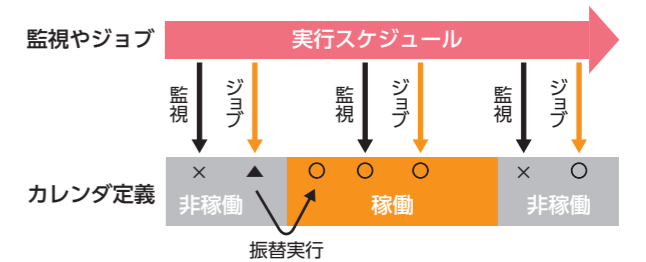 監視やジョブ
実行スケジュール
監視
ジョブ
監視
ジョブ
監視
ジョブ
カレンダ定義
× ▲ ○ ○ ○ × ○
非稼働
稼働
非稼働
振替実行